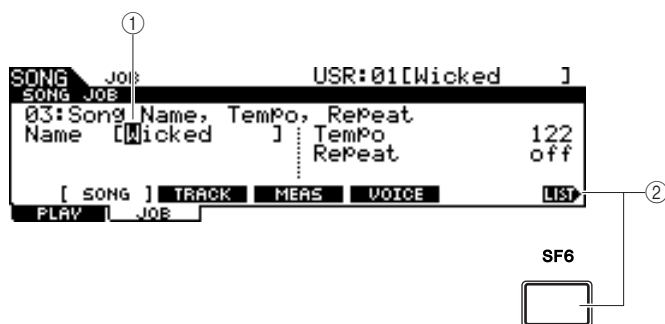 ①
SONG JOB USR:01[Wicked ]
SONG JOB
03:Song Name, Tempo, Repeat
Name [Wicked ] Tempo 122
Repeat off
[ SONG ] TRACK MEAS VOICE LIST
②
PLAY JOB
SF6